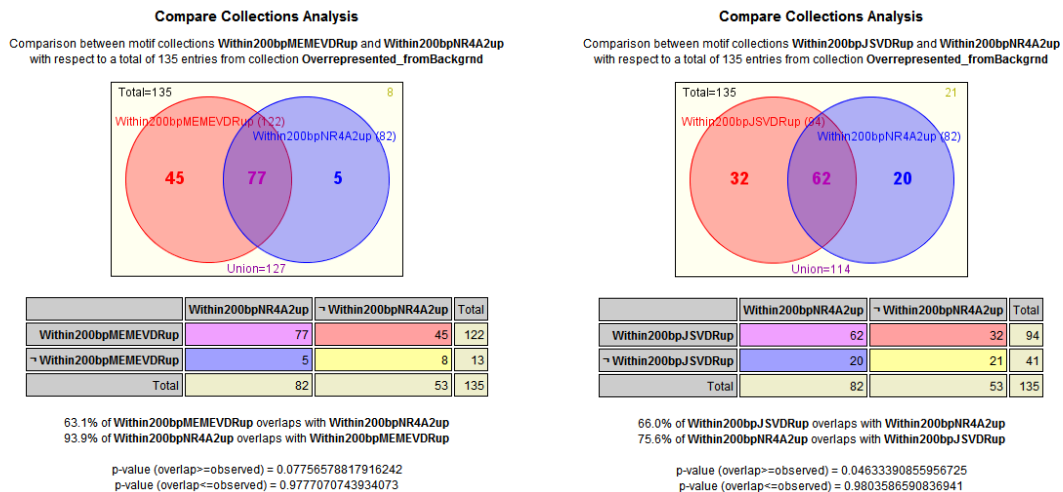 Compare Collections Analysis
Comparison between motif collections Within200bpMEMEVDRup and Within200bpNR4A2up
with respect to a total of 135 entries from collection Overrepresented_fromBackgrnd
Total=135
8
Within200bpMEMEVDRup (122)
Within200bpNR4A2up (82)
45
77
5
Union=127
Within200bpNR4A2up ¬ Within200bpNR4A2up Total
Within200bpMEMEVDRup 77 45 122
¬ Within200bpMEMEVDRup 5 8 13
Total 82 53 135
63.1% of Within200bpMEMEVDRup overlaps with Within200bpNR4A2up
93.9% of Within200bpNR4A2up overlaps with Within200bpMEMEVDRup
p-value (overlap>=observed) = 0.07756578817916242
p-value (overlap<=observed) = 0.9777070743934073
Compare Collections Analysis
Comparison between motif collections Within200bpJSVDRup and Within200bpNR4A2up
with respect to a total of 135 entries from collection Overrepresented_fromBackgrnd
Total=135
21
Within200bpJSVDRup (94)
Within200bpNR4A2up (82)
32
62
20
Union=114
Within200bpNR4A2up ¬ Within200bpNR4A2up Total
Within200bpJSVDRup 62 32 94
¬ Within200bpJSVDRup 20 21 41
Total 82 53 135
66.0% of Within200bpJSVDRup overlaps with Within200bpNR4A2up
75.6% of Within200bpNR4A2up overlaps with Within200bpJSVDRup
p-value (overlap>=observed) = 0.04633390855956725
p-value (overlap<=observed) = 0.9803586590836941